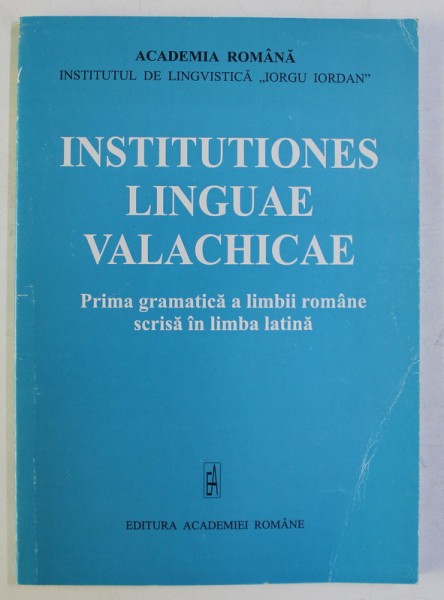 ACADEMIA ROMÂNĂ
INSTITUTUL DE LINGVISTICĂ „IORGU IORDAN”
INSTITUTIONES
LINGUAE
VALACHICAE
Prima gramatică a limbii române
scrisă în limba latină
EA
EDITURA ACADEMIEI ROMÂNE